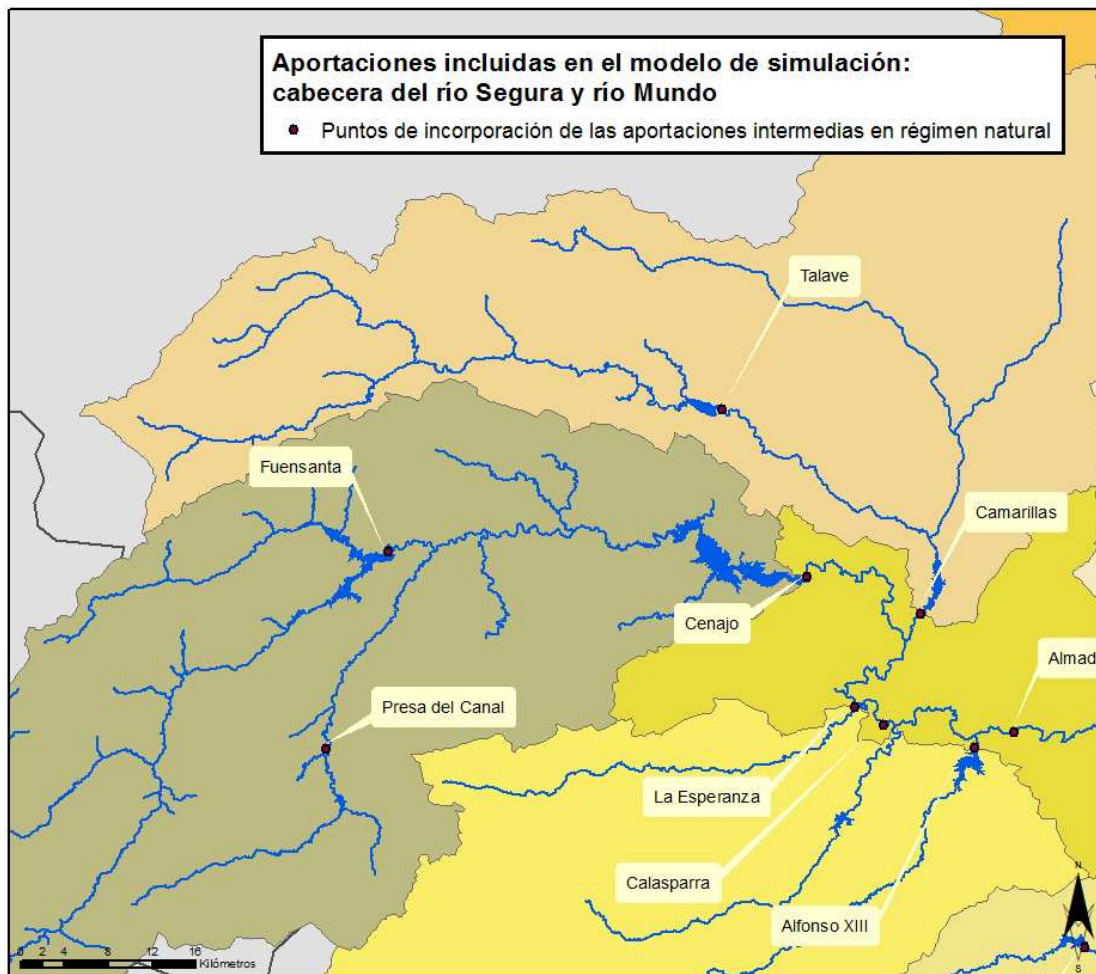 Aportaciones incluidas en el modelo de simulación:
cabecera del río Segura y río Mundo
Puntos de incorporación de las aportaciones intermedias en régimen natural
Talave
Fuensanta
Camarillas
Cenajo
Almad
Presa del Canal
La Esperanza
Calasparra
Alfonso XIII
N
S
0 2 4 8 12 16
Kilómetros